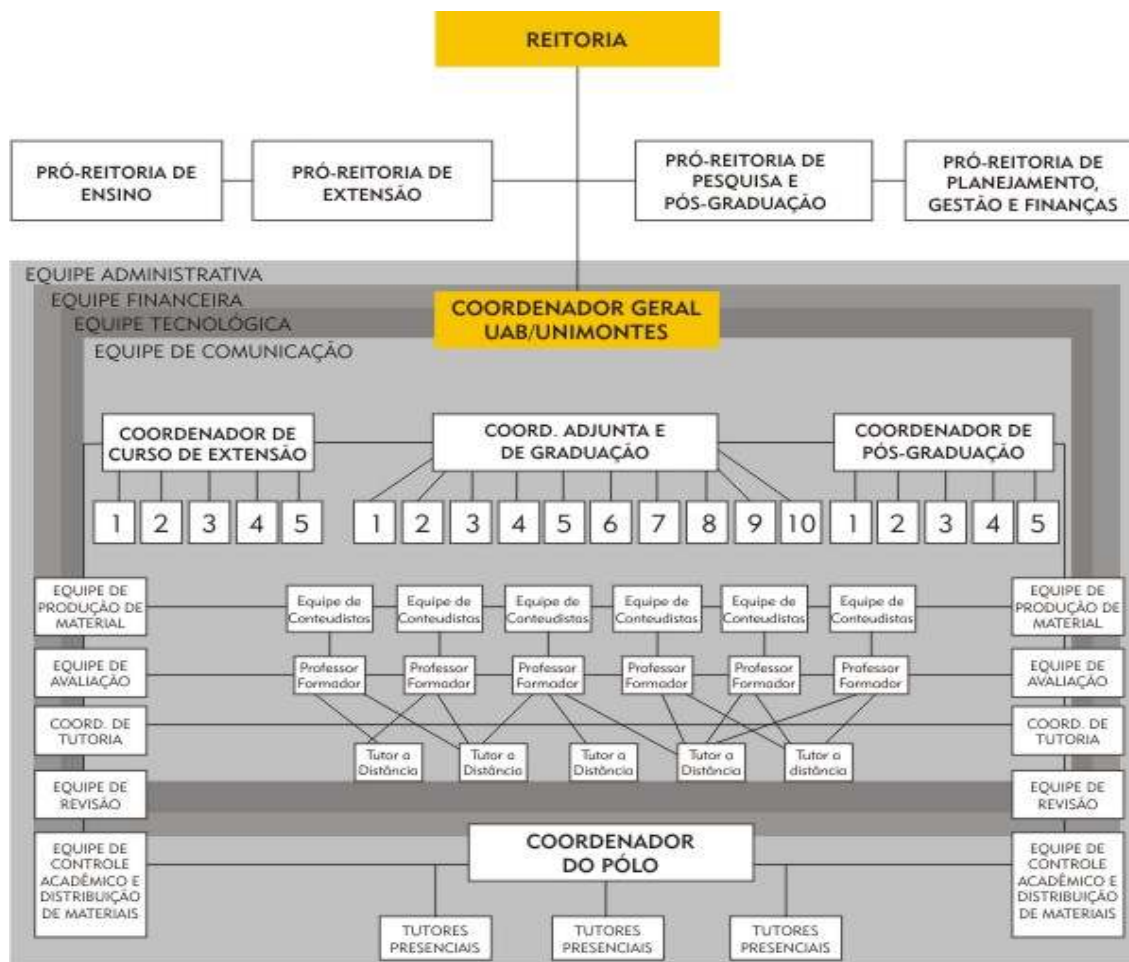 REITORIA
PRÓ-REITORIA DE
ENSINO
PRÓ-REITORIA DE
EXTENSÃO
PRÓ-REITORIA DE
PESQUISA E
PÓS-GRADUAÇÃO
PRÓ-REITORIA DE
PLANEJAMENTO,
GESTÃO E FINANÇAS
EQUIPE ADMINISTRATIVA
EQUIPE FINANCEIRA
EQUIPE TECNOLÓGICA
EQUIPE DE COMUNICAÇÃO
COORDENADOR GERAL
UAB/UNIMONTES
COORDENADOR DE
CURSO DE EXTENSÃO
COORD. ADJUNTA E
DE GRADUAÇÃO
COORDENADOR DE
PÓS-GRADUAÇÃO
1 2 3 4 5
1 2 3 4 5 6 7 8 9 10
1 2 3 4 5
EQUIPE DE
PRODUÇÃO DE
MATERIAL
Equipe de
Conteudistas
Equipe de
Conteudistas
Equipe de
Conteudistas
Equipe de
Conteudistas
Equipe de
Conteudistas
Equipe de
Conteudistas
EQUIPE DE
PRODUÇÃO DE
MATERIAL
EQUIPE DE
AVALIAÇÃO
Professor
Formador
Professor
Formador
Professor
Formador
Professor
Formador
Professor
Formador
Professor
Formador
EQUIPE DE
AVALIAÇÃO
COORD. DE
TUTORIA
COORD. DE
TUTORIA
Tutor a
Distância
Tutor a
Distância
Tutor a
Distância
Tutor a
Distância
Tutor a
distância
EQUIPE DE
REVISÃO
EQUIPE DE
REVISÃO
EQUIPE DE
CONTROLE
ACADÊMICO E
DISTRIBUIÇÃO
DE MATERIAIS
COORDENADOR
DO PÓLO
EQUIPE DE
CONTROLE
ACADÊMICO E
DISTRIBUIÇÃO
DE MATERIAIS
TUTORES
PRESENCIAIS
TUTORES
PRESENCIAIS
TUTORES
PRESENCIAIS